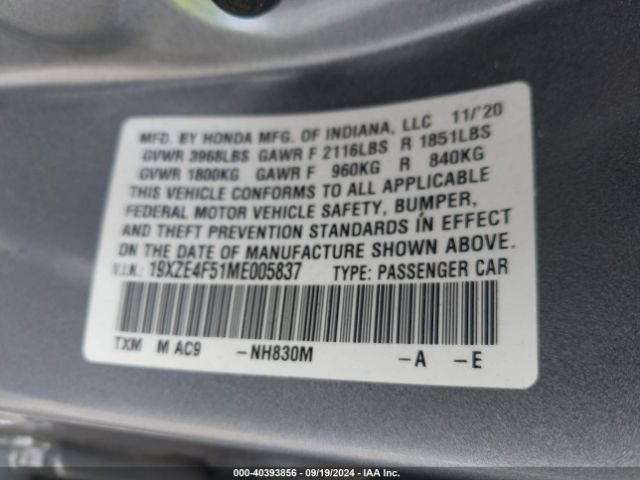 MFD. BY HONDA MFG. OF INDIANA, LLC 11/'20
GVWR 3968LBS GAWR F 2116LBS R 1851LBS
GVWR 1800KG GAWR F 960KG R 840KG
THIS VEHICLE CONFORMS TO ALL APPLICABLE
FEDERAL MOTOR VEHICLE SAFETY, BUMPER,
AND THEFT PREVENTION STANDARDS IN EFFECT
ON THE DATE OF MANUFACTURE SHOWN ABOVE.
V.I.N.: 19XZE4F51ME005837 TYPE: PASSENGER CAR
TXM M AC9 -NH830M -A -E
000-40393856 - 09/19/2024 - IAA Inc.